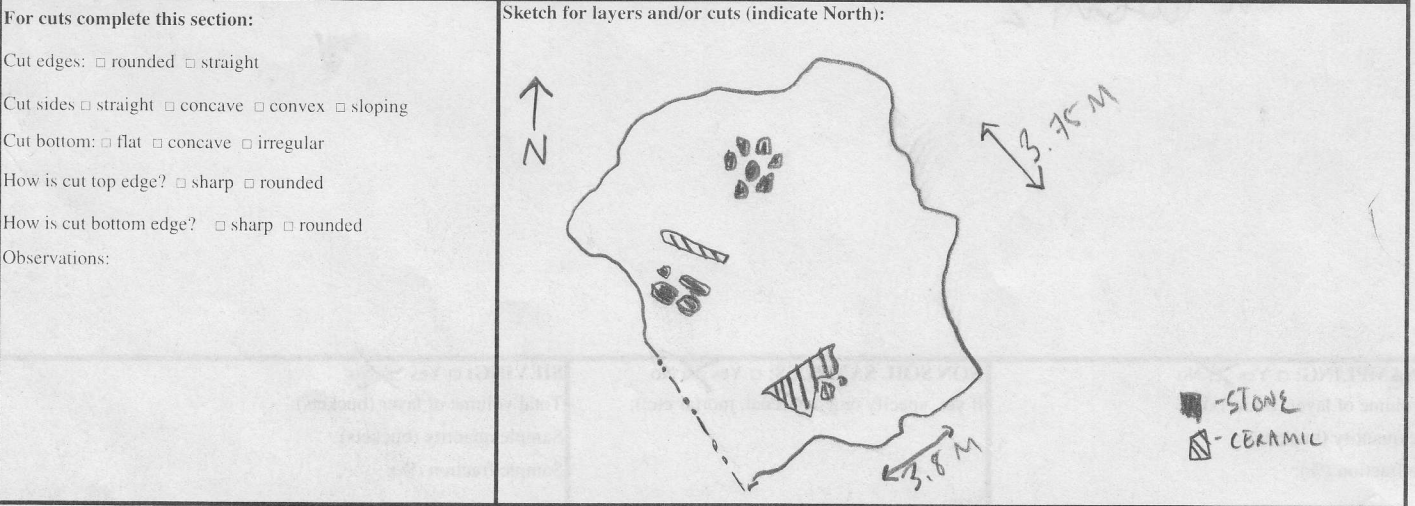 For cuts complete this section:
Cut edges: □ rounded □ straight
Cut sides □ straight □ concave □ convex □ sloping
Cut bottom: □ flat □ concave □ irregular
How is cut top edge? □ sharp □ rounded
How is cut bottom edge? □ sharp □ rounded
Observations:
Sketch for layers and/or cuts (indicate North):
N
3.75 M
3.8 M
- STONE
- CERAMIC